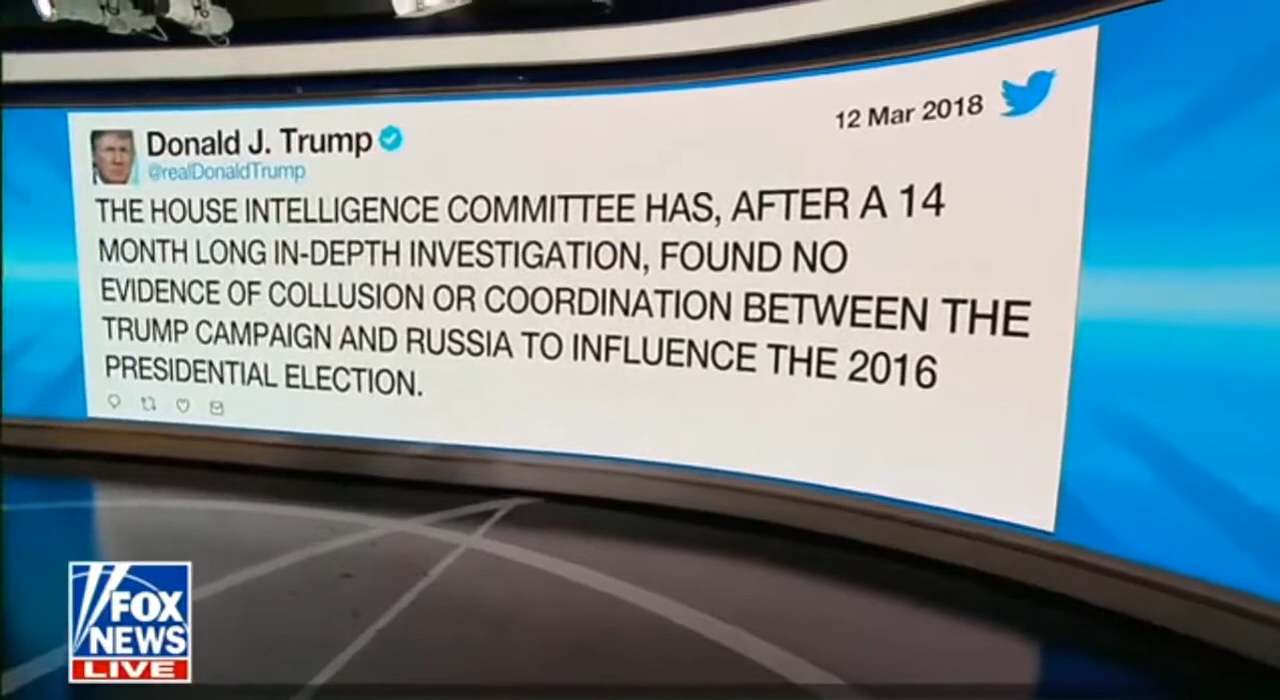 12 Mar 2018
Donald J. Trump
@realDonaldTrump
THE HOUSE INTELLIGENCE COMMITTEE HAS, AFTER A 14
MONTH LONG IN-DEPTH INVESTIGATION, FOUND NO
EVIDENCE OF COLLUSION OR COORDINATION BETWEEN THE
TRUMP CAMPAIGN AND RUSSIA TO INFLUENCE THE 2016
PRESIDENTIAL ELECTION.
FOX
NEWS
LIVE